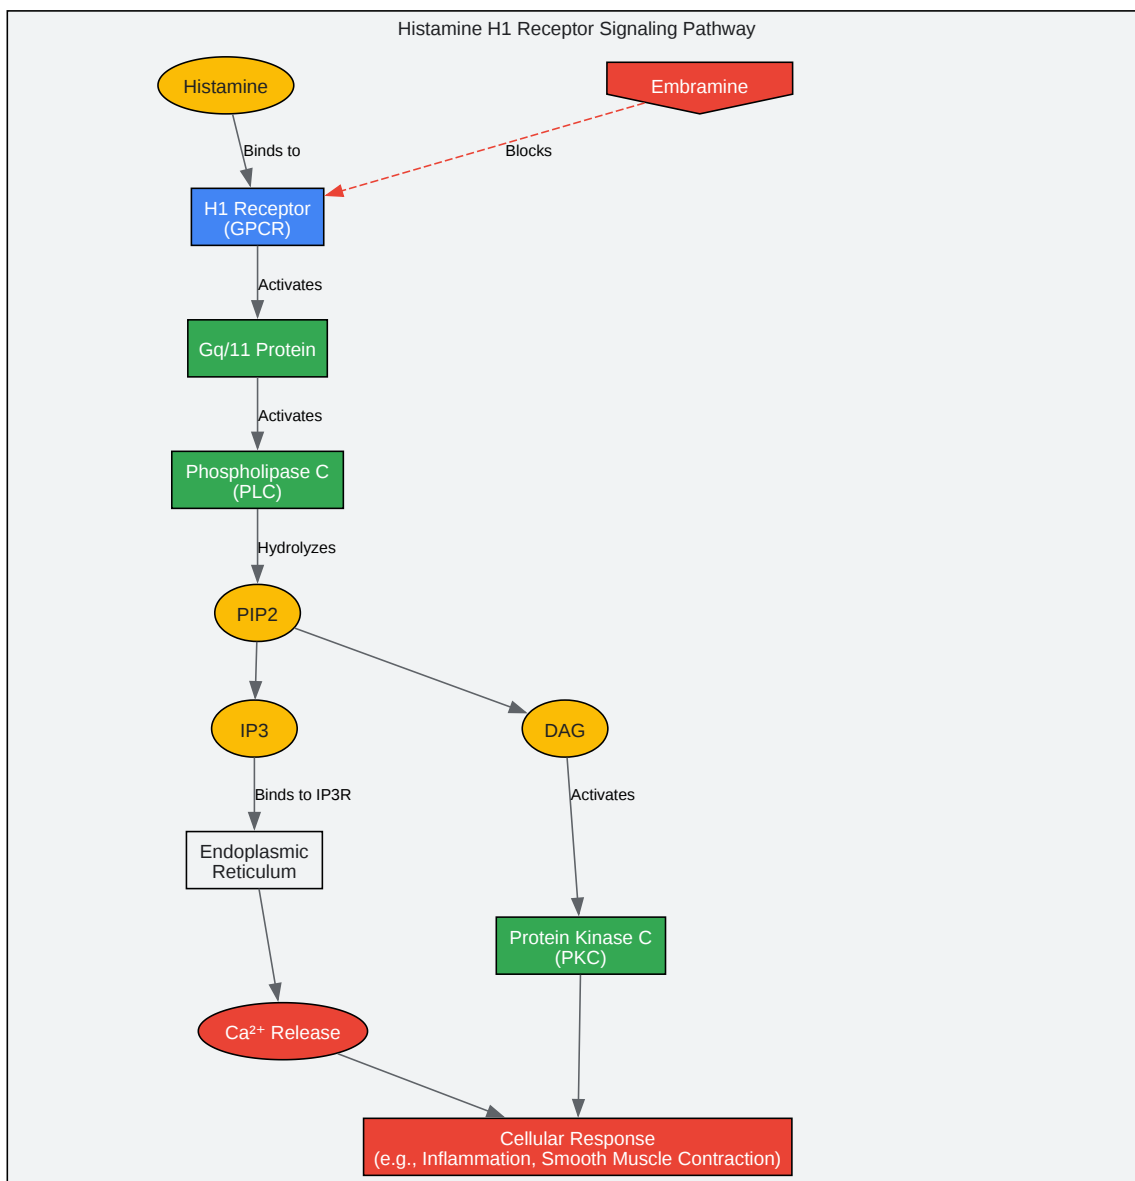 Histamine H1 Receptor Signaling Pathway
Histamine
Embramine
Binds to
Blocks
H1 Receptor
(GPCR)
Activates
Gq/11 Protein
Activates
Phospholipase C
(PLC)
Hydrolyzes
PIP2
IP3
DAG
Binds to IP3R
Activates
Endoplasmic
Reticulum
Protein Kinase C
(PKC)
Ca²⁺ Release
Cellular Response
(e.g., Inflammation, Smooth Muscle Contraction)